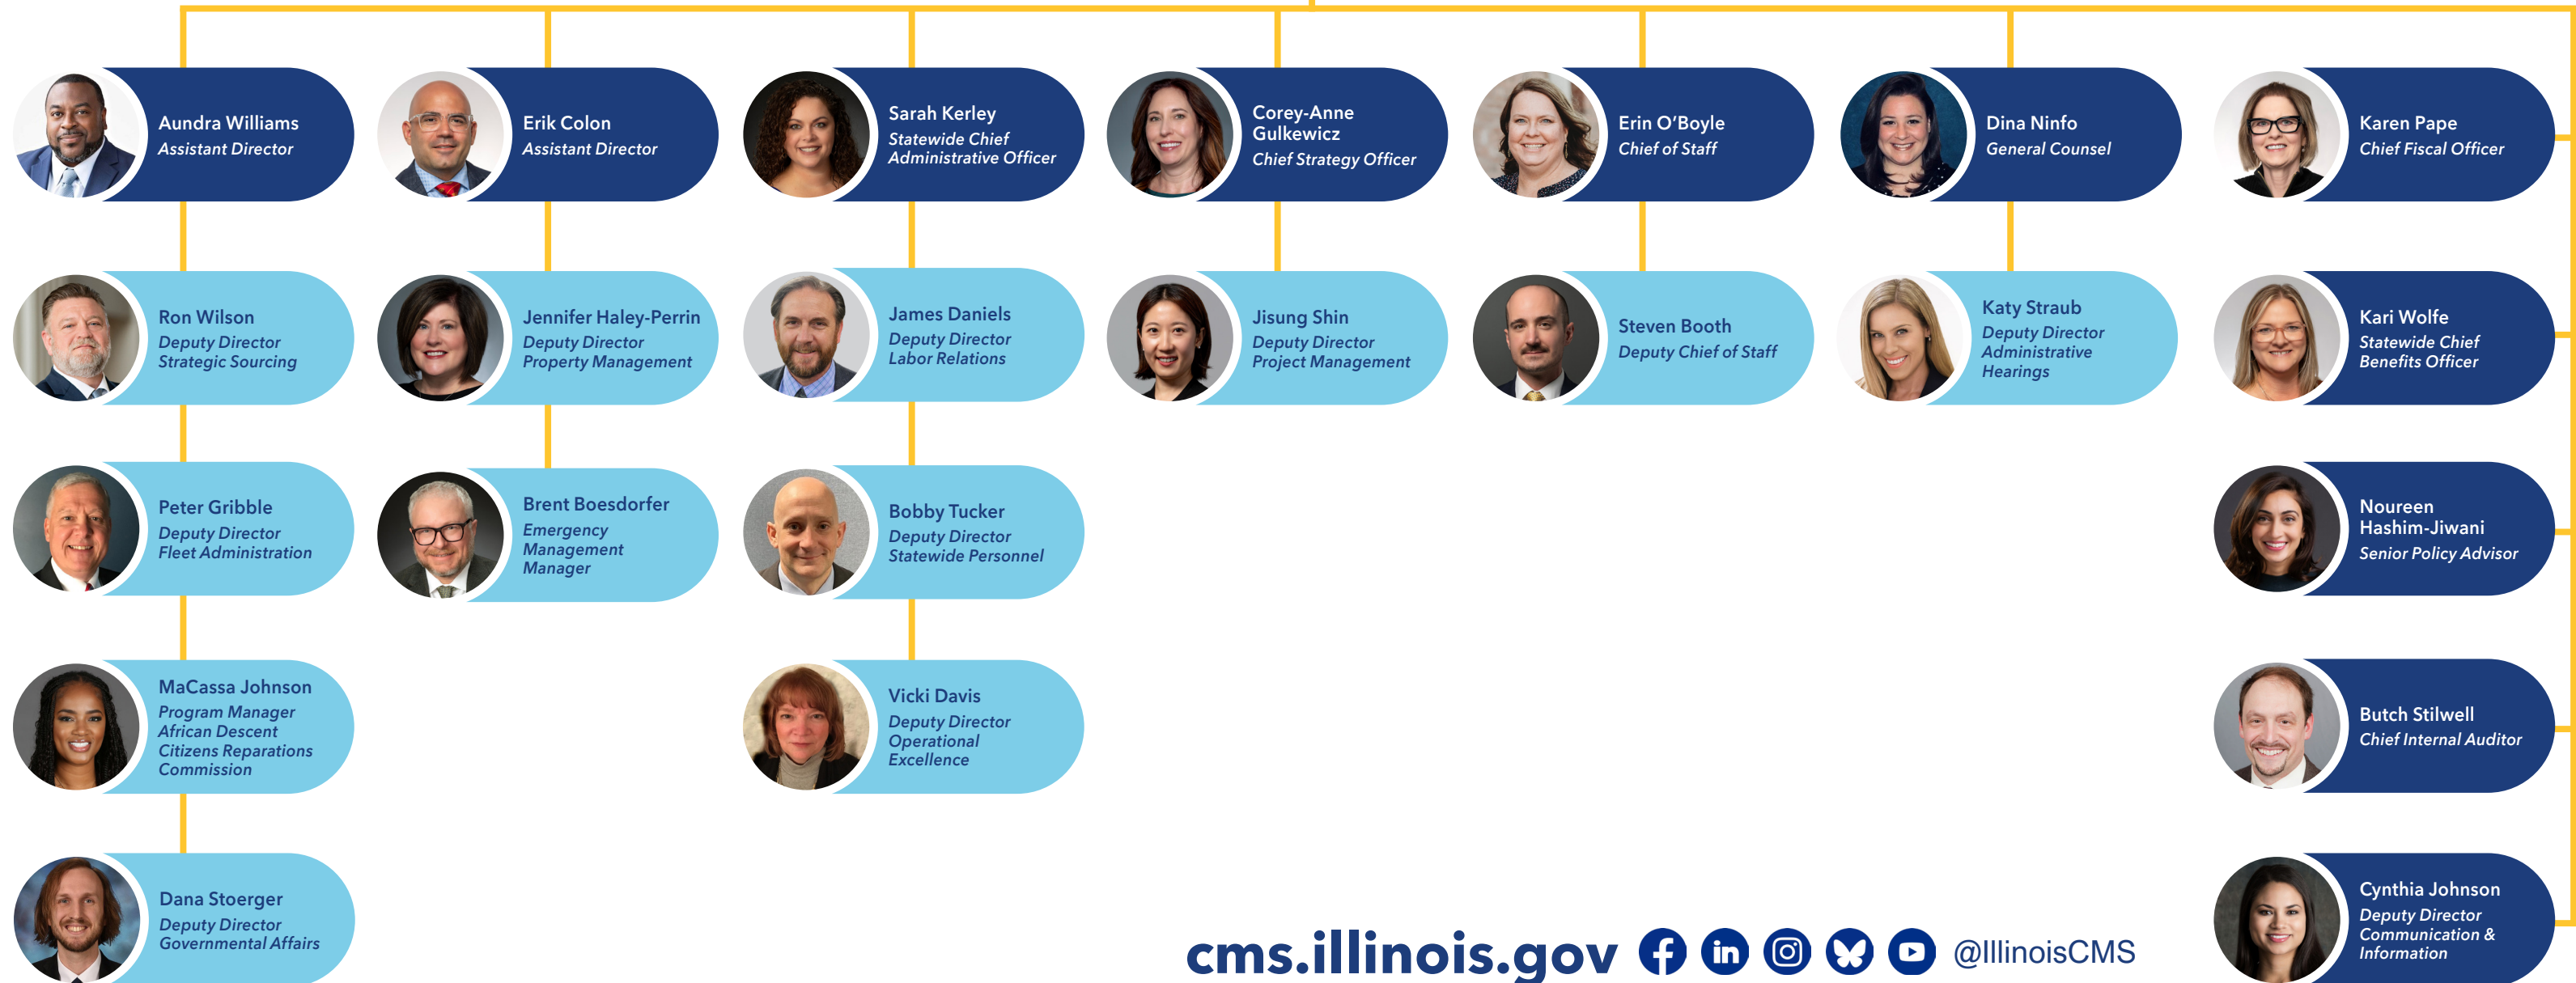 Aundra Williams
Assistant Director
Ron Wilson
Deputy Director
Strategic Sourcing
Peter Gribble
Deputy Director
Fleet Administration
MaCassa Johnson
Program Manager
African Descent
Citizens Reparations
Commission
Dana Stoerger
Deputy Director
Governmental Affairs
Erik Colon
Assistant Director
Jennifer Haley-Perrin
Deputy Director
Property Management
Brent Boesdorfer
Emergency
Management
Manager
Sarah Kerley
Statewide Chief
Administrative Officer
James Daniels
Deputy Director
Labor Relations
Bobby Tucker
Deputy Director
Statewide Personnel
Vicki Davis
Deputy Director
Operational
Excellence
Corey-Anne
Gulkewicz
Chief Strategy Officer
Jisung Shin
Deputy Director
Project Management
Erin O’Boyle
Chief of Staff
Steven Booth
Deputy Chief of Staff
Dina Ninfo
General Counsel
Katy Straub
Deputy Director
Administrative
Hearings
Karen Pape
Chief Fiscal Officer
Kari Wolfe
Statewide Chief
Benefits Officer
Noureen
Hashim-Jiwani
Senior Policy Advisor
Butch Stilwell
Chief Internal Auditor
Cynthia Johnson
Deputy Director
Communication &
Information
cms.illinois.gov @IllinoisCMS